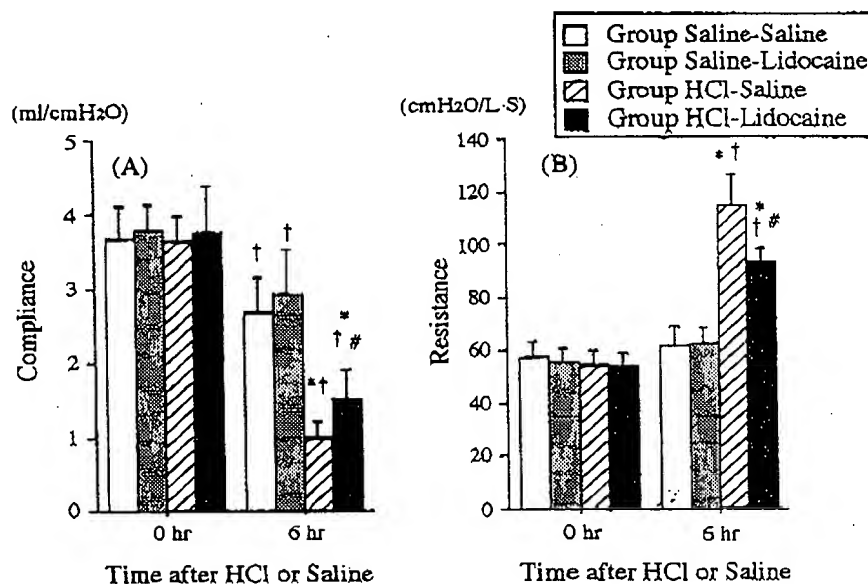 Group Saline-Saline
Group Saline-Lidocaine
Group HCl-Saline
Group HCl-Lidocaine
(ml/cmH2O)
(A)
5
4
3
2
1
0
Compliance
† †
*† * † #
0 hr 6 hr
Time after HCl or Saline
(cmH2O/L·S)
(B)
140
120
100
80
60
40
20
0
Resistance
* †
* † #
0 hr 6 hr
Time after HCl or Saline